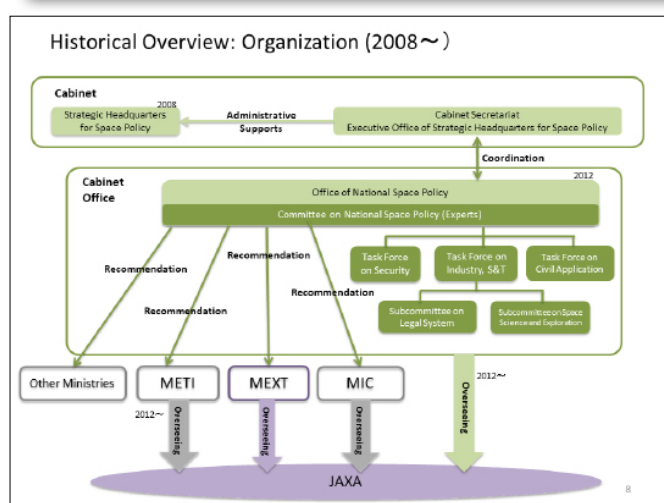 Historical Overview: Organization (2008～)
Cabinet
2008
Strategic Headquarters
for Space Policy
Administrative
Supports
Cabinet Secretariat
Executive Office of Strategic Headquarters for Space Policy
Coordination
Cabinet
Office
2012
Office of National Space Policy
Committee on National Space Policy (Experts)
Recommendation
Recommendation
Recommendation
Recommendation
Task Force
on Security
Task Force on
Industry, S&T
Task Force on
Civil Application
Subcommittee on
Legal System
Subcommittee on Space
Science and Exploration
Other Ministries
METI
MEXT
MIC
2012～
Overseeing
Overseeing
Overseeing
Overseeing
2012～
JAXA
8